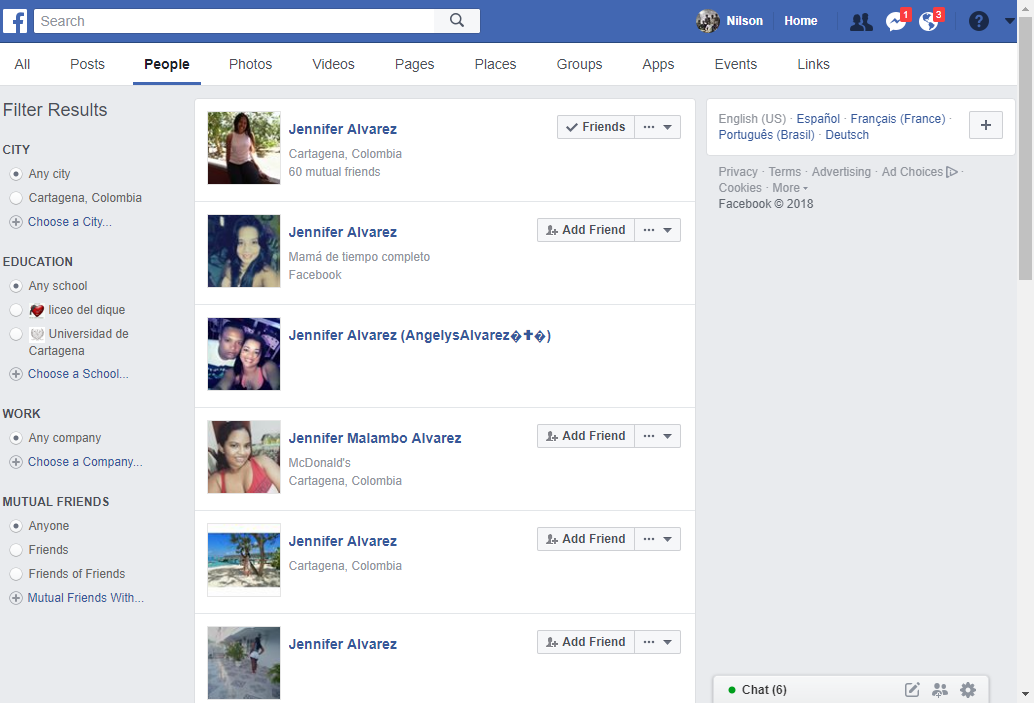 Search
Nilson Home 1 3
All Posts People Photos Videos Pages Places Groups Apps Events Links
Filter Results
CITY
Any city
Cartagena, Colombia
Choose a City...
EDUCATION
Any school
liceo del dique
Universidad de
Cartagena
Choose a School...
WORK
Any company
Choose a Company...
MUTUAL FRIENDS
Anyone
Friends
Friends of Friends
Mutual Friends With...
Jennifer Alvarez
Friends
Cartagena, Colombia
60 mutual friends
Jennifer Alvarez
Add Friend
Mamá de tiempo completo
Facebook
Jennifer Alvarez (AngelysAlvarez�✝�)
Jennifer Malambo Alvarez
Add Friend
McDonald's
Cartagena, Colombia
Jennifer Alvarez
Add Friend
Cartagena, Colombia
Jennifer Alvarez
Add Friend
English (US) · Español · Français (France) ·
Português (Brasil) · Deutsch
Privacy · Terms · Advertising · Ad Choices ·
Cookies · More
Facebook © 2018
Chat (6)